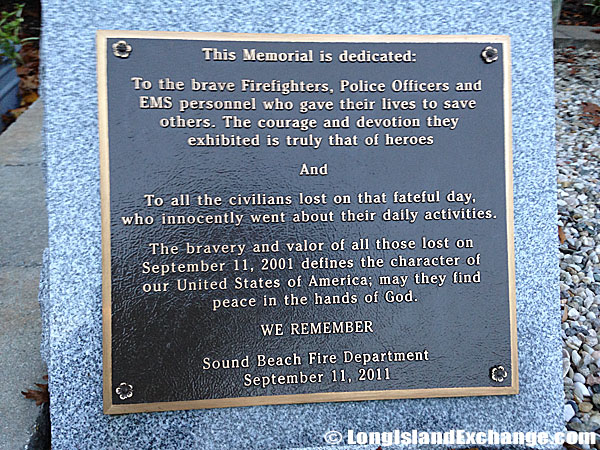 This Memorial is dedicated:
To the brave Firefighters, Police Officers and
EMS personnel who gave their lives to save
others. The courage and devotion they
exhibited is truly that of heroes
And
To all the civilians lost on that fateful day,
who innocently went about their daily activities.
The bravery and valor of all those lost on
September 11, 2001 defines the character of
our United States of America; may they find
peace in the hands of God.
WE REMEMBER
Sound Beach Fire Department
September 11, 2011
© LongIslandExchange.com